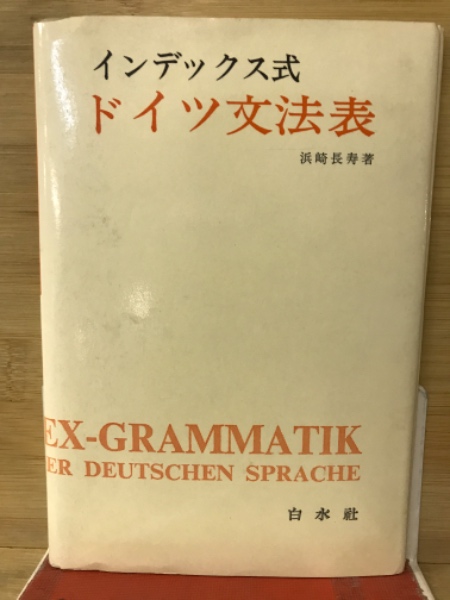 インデックス式
ドイツ文法表
浜崎長寿著
EX-GRAMMATIK
ER DEUTSCHEN SPRACHE
白水社